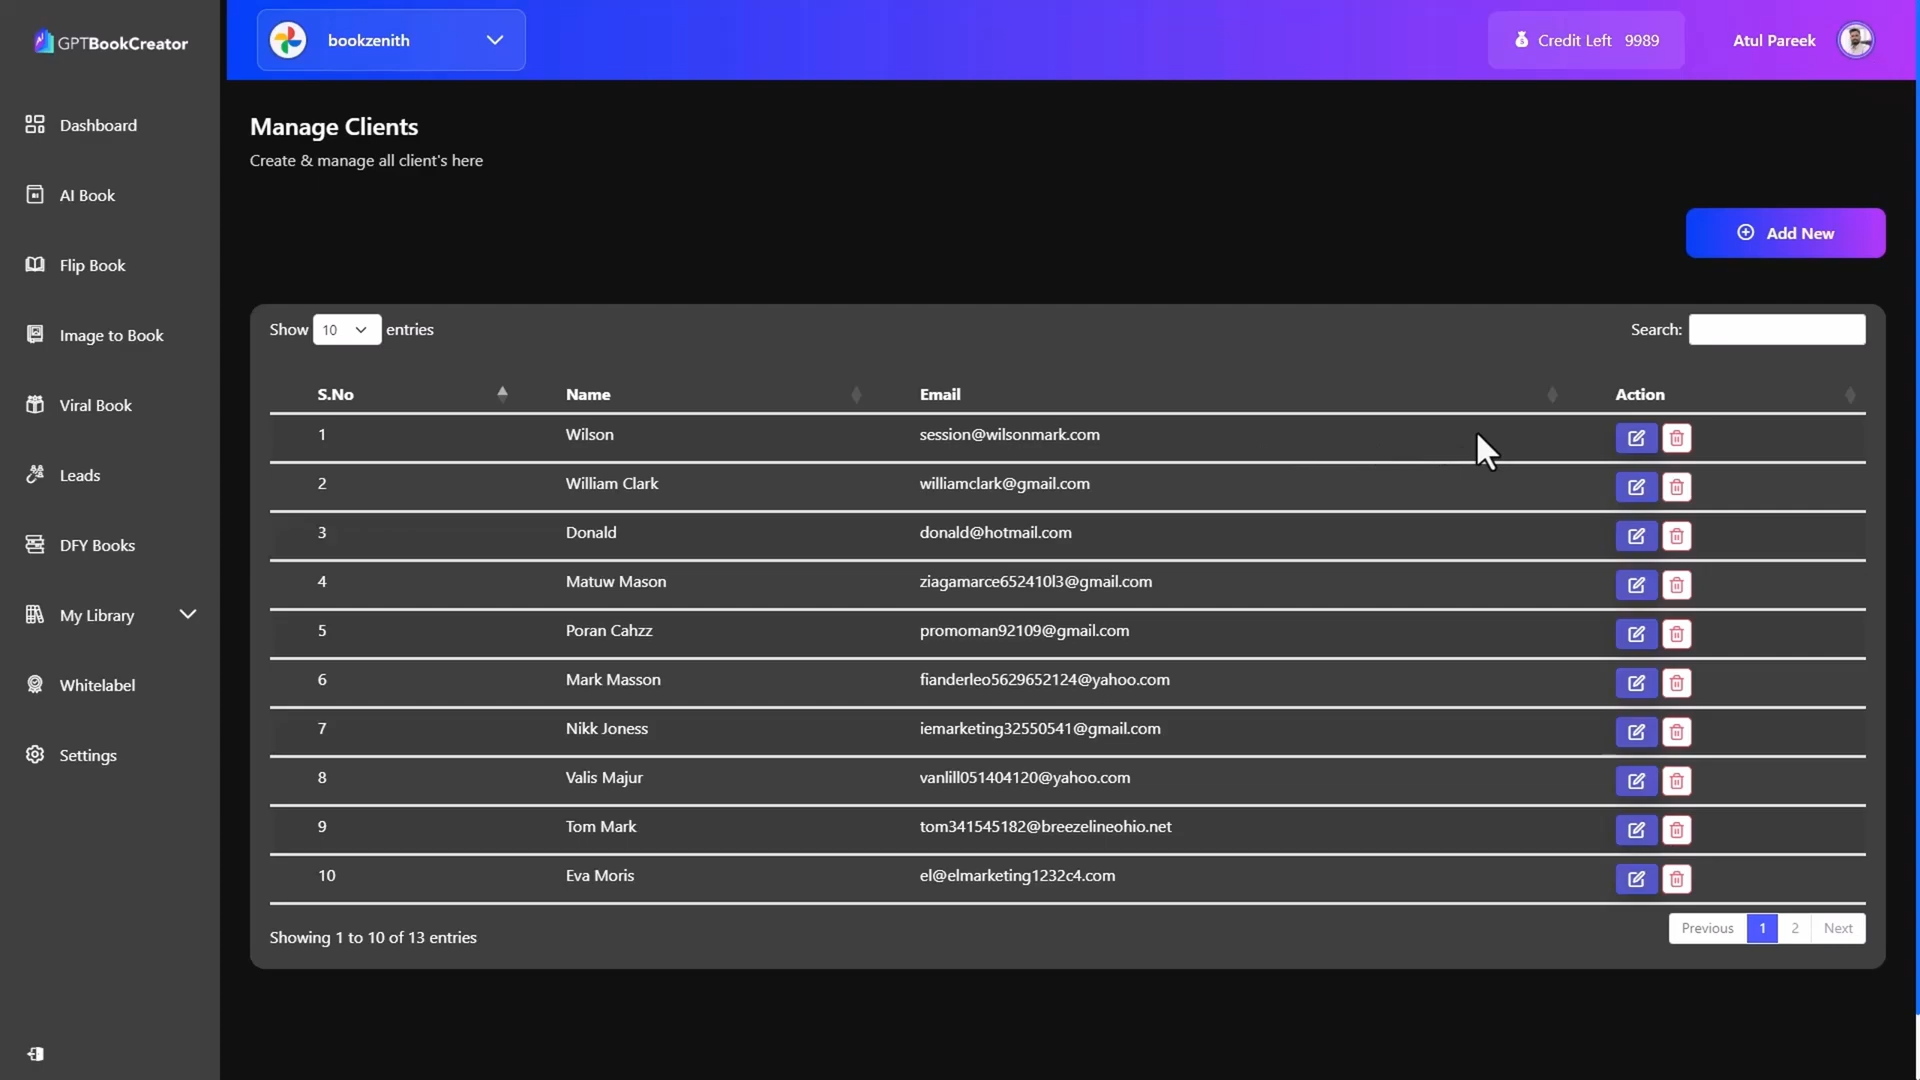 GPTBookCreator
bookzenith
Credit Left 9989
Atul Pareek
Dashboard
AI Book
Flip Book
Image to Book
Viral Book
Leads
DFY Books
My Library
Whitelabel
Settings
Manage Clients
Create & manage all client's here
Add New
Show 10 entries
Search:
S.No Name Email Action
1 Wilson session@wilsonmark.com
2 William Clark williamclark@gmail.com
3 Donald donald@hotmail.com
4 Matuw Mason ziagamarce652410l3@gmail.com
5 Poran Cahzz promoman92109@gmail.com
6 Mark Masson fianderleo5629652124@yahoo.com
7 Nikk Joness iemarketing32550541@gmail.com
8 Valis Majur vanlill051404120@yahoo.com
9 Tom Mark tom341545182@breezelineohio.net
10 Eva Moris el@elmarketing1232c4.com
Showing 1 to 10 of 13 entries
Previous 1 2 Next